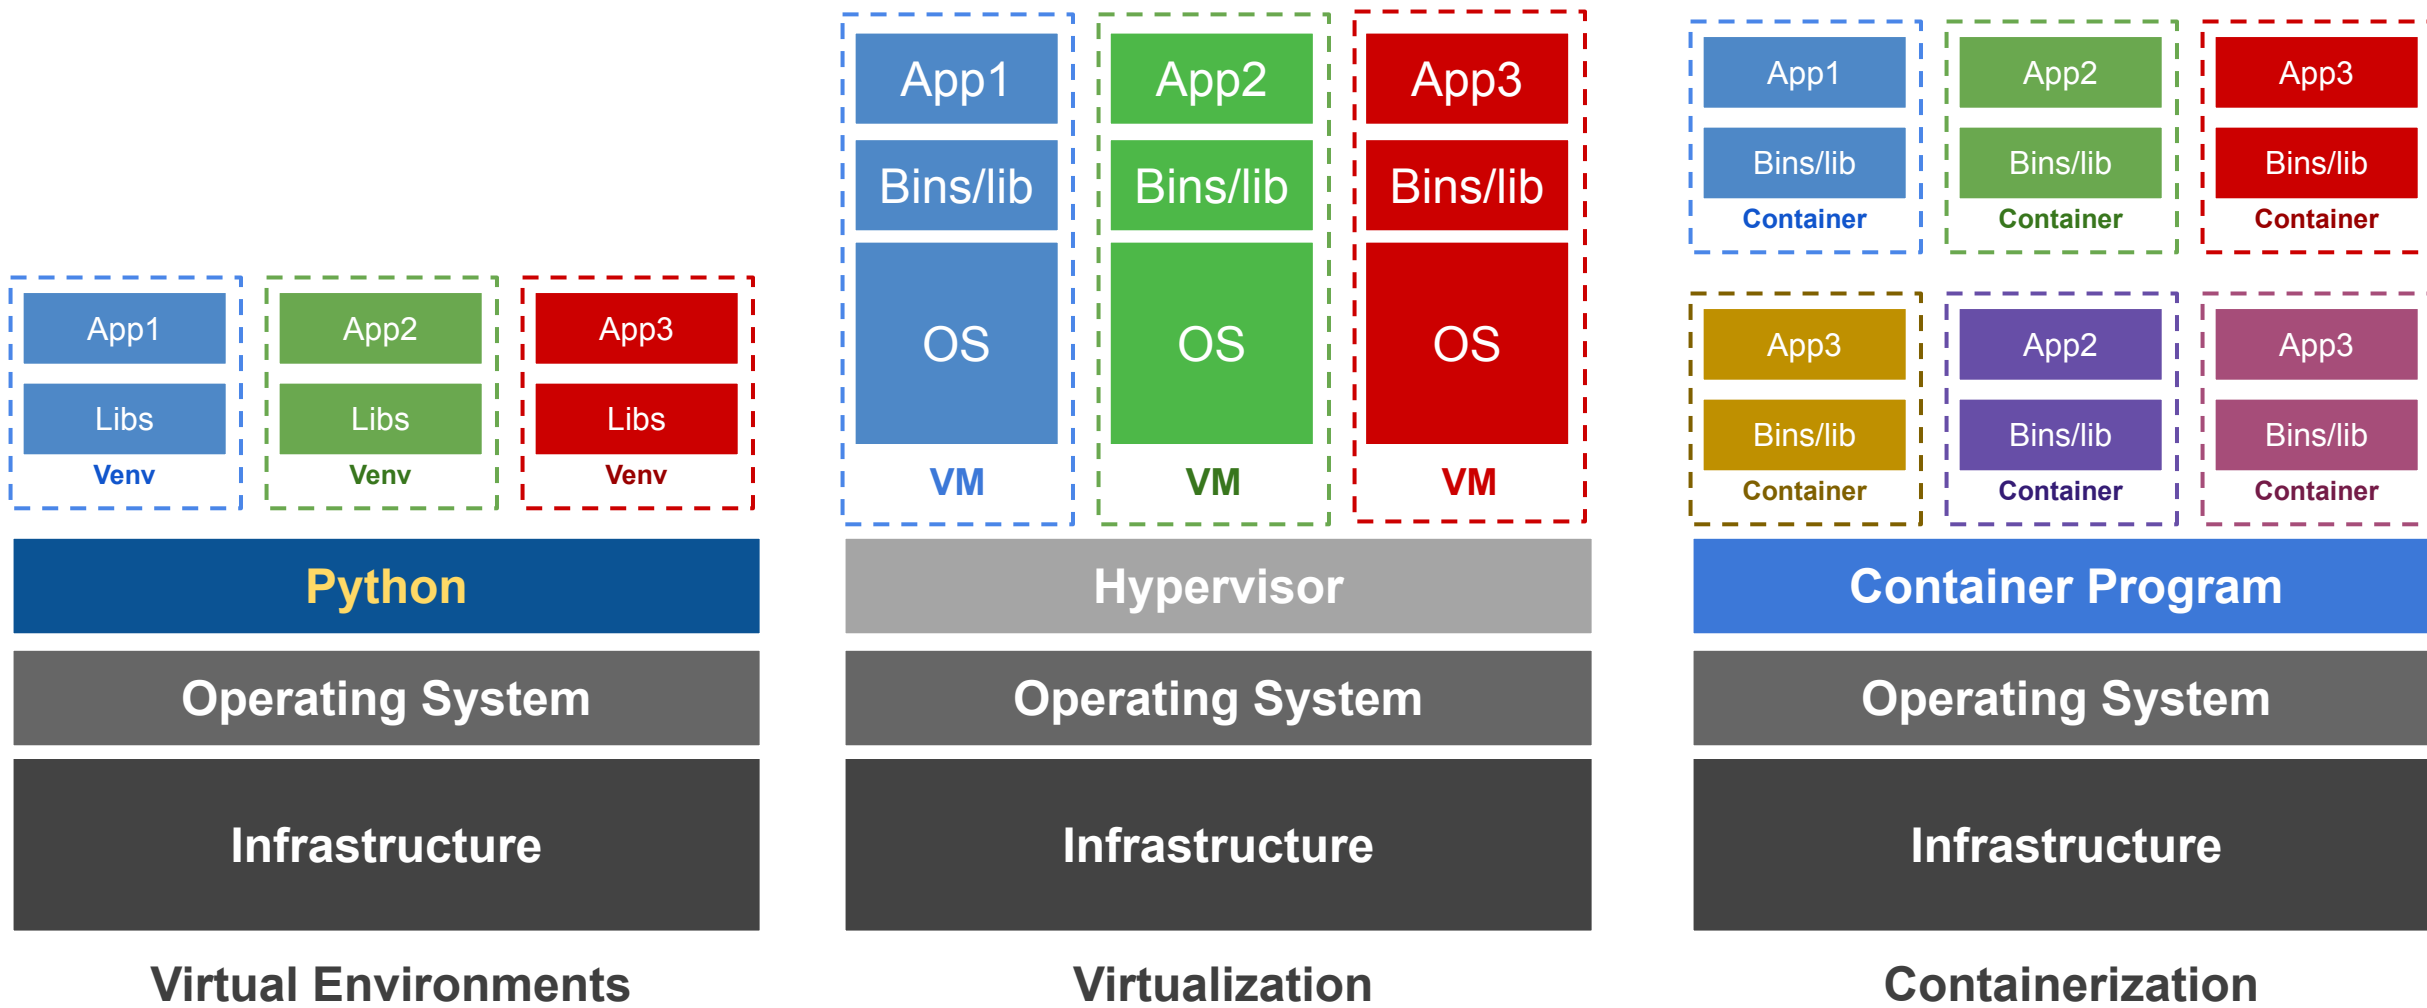 App1
App2
App3
Libs
Libs
Libs
Venv
Venv
Venv
Python
Operating System
Infrastructure
Virtual Environments
App1
App2
App3
Bins/lib
Bins/lib
Bins/lib
OS
OS
OS
VM
VM
VM
Hypervisor
Operating System
Infrastructure
Virtualization
App1
App2
App3
Bins/lib
Bins/lib
Bins/lib
Container
Container
Container
App3
App2
App3
Bins/lib
Bins/lib
Bins/lib
Container
Container
Container
Container Program
Operating System
Infrastructure
Containerization